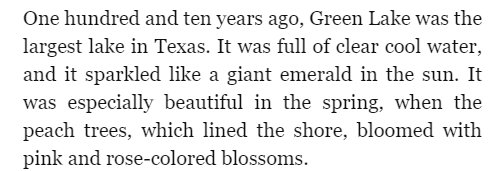 One hundred and ten years ago, Green Lake was the
largest lake in Texas. It was full of clear cool water,
and it sparkled like a giant emerald in the sun. It
was especially beautiful in the spring, when the
peach trees, which lined the shore, bloomed with
pink and rose-colored blossoms.